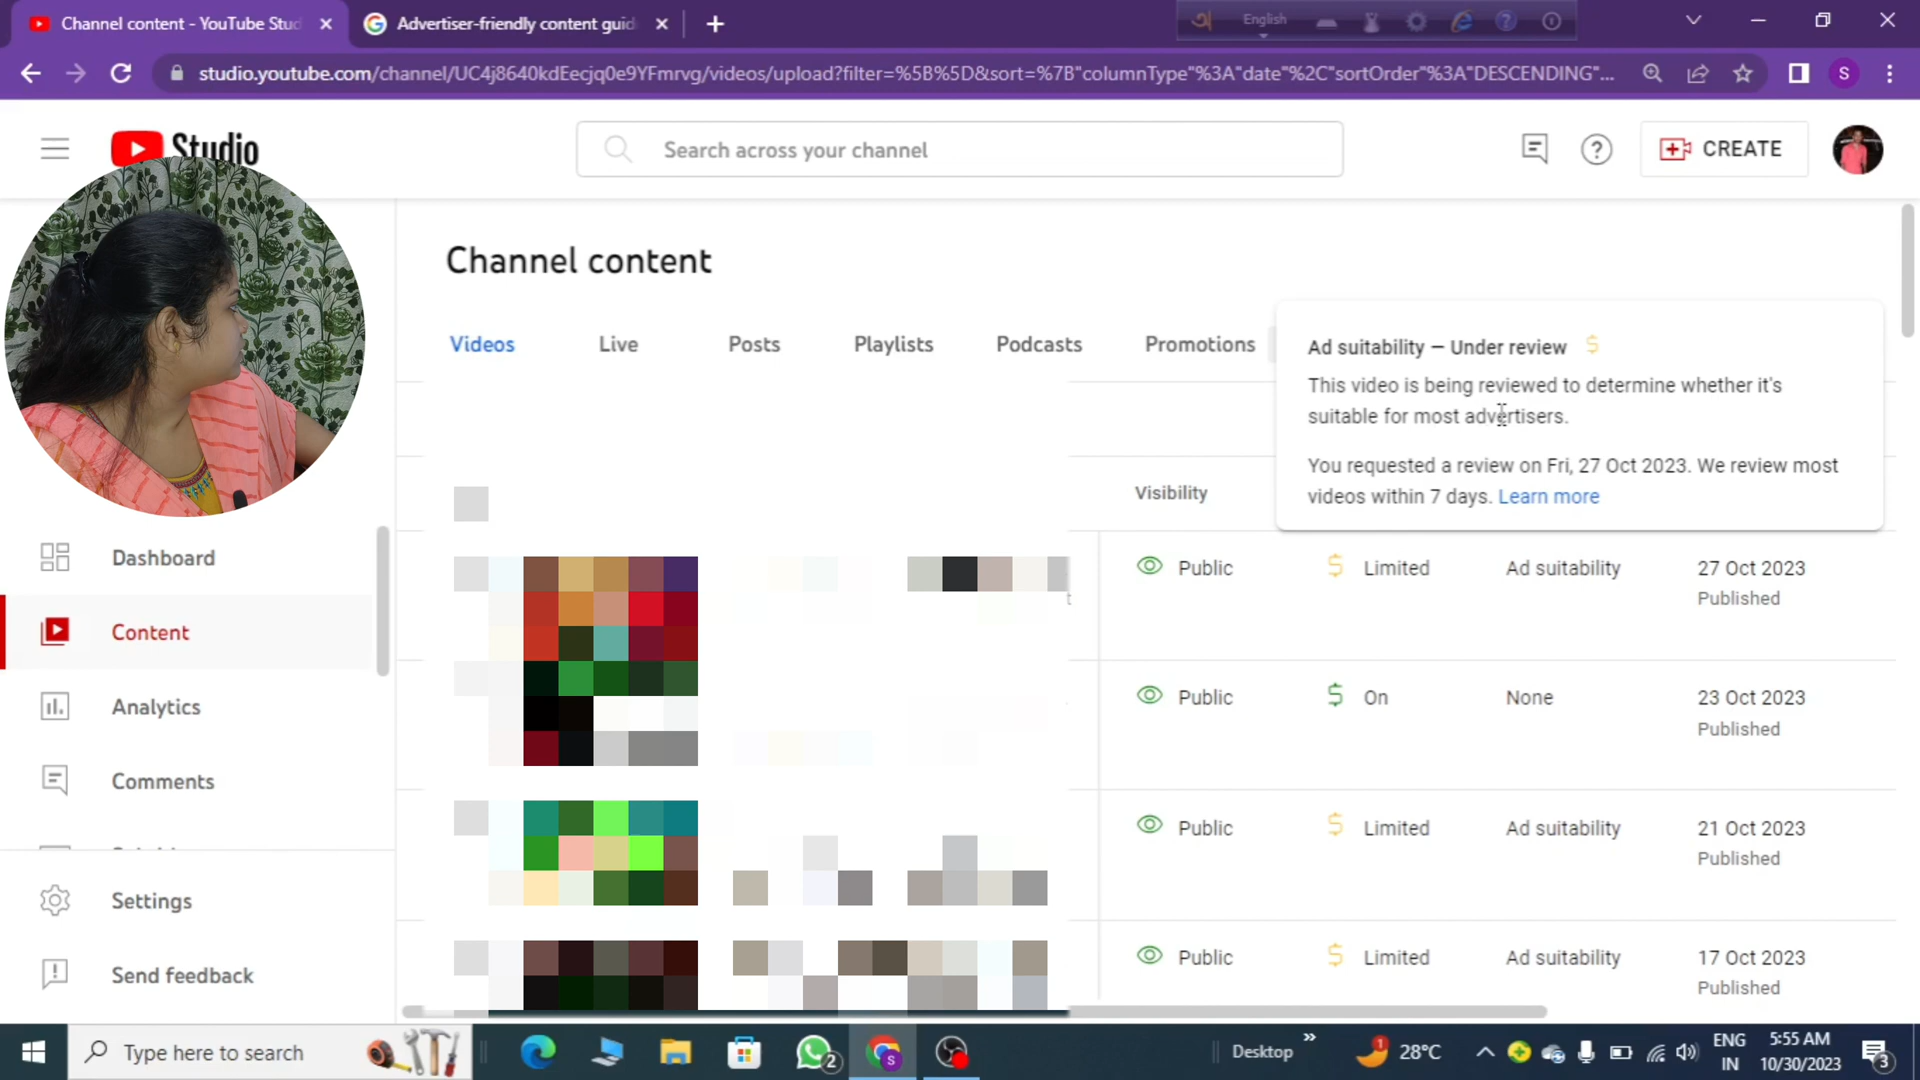 Channel content - YouTube Stud
Advertiser-friendly content guid
English
studio.youtube.com/channel/UC4j8640kdEecjq0e9YFmrvg/videos/upload?filter=%5B%5D&sort=%7B"columnType"%3A"date"%2C"sortOrder"%3A"DESCENDING"...
S
Studio
Search across your channel
CREATE
Channel content
Videos
Live
Posts
Playlists
Podcasts
Promotions
Ad suitability – Under review
This video is being reviewed to determine whether it's
suitable for most advertisers.
You requested a review on Fri, 27 Oct 2023. We review most
videos within 7 days. Learn more
Visibility
Public
Limited
Ad suitability
27 Oct 2023
Published
Public
On
None
23 Oct 2023
Published
Public
Limited
Ad suitability
21 Oct 2023
Published
Public
Limited
Ad suitability
17 Oct 2023
Published
Dashboard
Content
Analytics
Comments
Settings
Send feedback
Type here to search
2
S
Desktop
1
28°C
ENG
IN
5:55 AM
10/30/2023
3